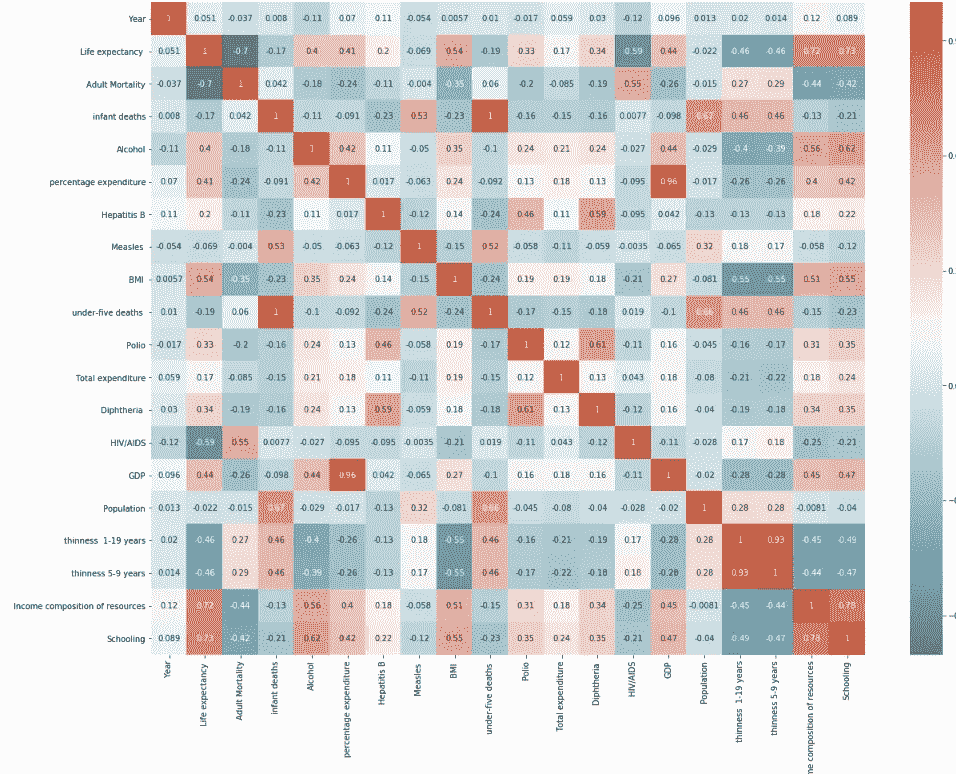 Year 1 0.051 -0.037 0.008 -0.11 0.07 0.11 -0.054 0.0057 0.01 -0.017 0.059 0.03 -0.12 0.096 0.013 0.02 0.014 0.12 0.089
Life expectancy 0.051 1 -0.7 -0.17 0.4 0.41 0.2 -0.069 0.54 -0.19 0.33 0.17 0.34 -0.59 0.44 -0.022 -0.46 -0.46 0.72 0.73
Adult Mortality -0.037 -0.7 1 0.042 -0.18 -0.24 -0.11 -0.004 -0.35 0.06 -0.2 -0.085 -0.19 0.55 -0.26 -0.015 0.27 0.29 -0.44 -0.42
infant deaths 0.008 -0.17 0.042 1 -0.11 -0.091 -0.23 0.53 -0.23 1 -0.16 -0.15 -0.16 0.0077 -0.098 0.67 0.46 0.46 -0.13 -0.21
Alcohol -0.11 0.4 -0.18 -0.11 1 0.42 0.11 -0.05 0.35 -0.1 0.24 0.21 0.24 -0.027 0.44 -0.029 -0.4 -0.39 0.56 0.62
percentage expenditure 0.07 0.41 -0.24 -0.091 0.42 1 0.017 -0.063 0.24 -0.092 0.13 0.18 0.13 -0.095 0.96 -0.017 -0.26 -0.26 0.4 0.42
Hepatitis B 0.11 0.2 -0.11 -0.23 0.11 0.017 1 -0.12 0.14 -0.24 0.46 0.11 0.59 -0.095 0.042 -0.13 -0.13 -0.13 0.18 0.22
Measles -0.054 -0.069 -0.004 0.53 -0.05 -0.063 -0.12 1 -0.15 0.52 -0.058 -0.11 -0.059 -0.0035 -0.065 0.32 0.18 0.17 -0.058 -0.12
BMI 0.0057 0.54 -0.35 -0.23 0.35 0.24 0.14 -0.15 1 -0.24 0.19 0.19 0.18 -0.21 0.27 -0.081 -0.55 -0.55 0.51 0.55
under-five deaths 0.01 -0.19 0.06 1 -0.1 -0.092 -0.24 0.52 -0.24 1 -0.17 -0.15 -0.18 0.019 -0.1 0.66 0.46 0.46 -0.15 -0.23
Polio -0.017 0.33 -0.2 -0.16 0.24 0.13 0.46 -0.058 0.19 -0.17 1 0.12 0.61 -0.11 0.16 -0.045 -0.16 -0.17 0.31 0.35
Total expenditure 0.059 0.17 -0.085 -0.15 0.21 0.18 0.11 -0.11 0.19 -0.15 0.12 1 0.13 0.043 0.18 -0.08 -0.21 -0.22 0.18 0.24
Diphtheria 0.03 0.34 -0.19 -0.16 0.24 0.13 0.59 -0.059 0.18 -0.18 0.61 0.13 1 -0.12 0.16 -0.04 -0.19 -0.18 0.34 0.35
HIV/AIDS -0.12 -0.59 0.55 0.0077 -0.027 -0.095 -0.095 -0.0035 -0.21 0.019 -0.11 0.043 -0.12 1 -0.11 -0.028 0.17 0.18 -0.25 -0.21
GDP 0.096 0.44 -0.26 -0.098 0.44 0.96 0.042 -0.065 0.27 -0.1 0.16 0.18 0.16 -0.11 1 -0.02 -0.28 -0.28 0.45 0.47
Population 0.013 -0.022 -0.015 0.67 -0.029 -0.017 -0.13 0.32 -0.081 0.66 -0.045 -0.08 -0.04 -0.028 -0.02 1 0.28 0.28 -0.0081 -0.04
thinness 1-19 years 0.02 -0.46 0.27 0.46 -0.4 -0.26 -0.13 0.18 -0.55 0.46 -0.16 -0.21 -0.19 0.17 -0.28 0.28 1 0.93 -0.45 -0.49
thinness 5-9 years 0.014 -0.46 0.29 0.46 -0.39 -0.26 -0.13 0.17 -0.55 0.46 -0.17 -0.22 -0.18 0.18 -0.28 0.28 0.93 1 -0.44 -0.47
Income composition of resources 0.12 0.72 -0.44 -0.13 0.56 0.4 0.18 -0.058 0.51 -0.15 0.31 0.18 0.34 -0.25 0.45 -0.0081 -0.45 -0.44 1 0.78
Schooling 0.089 0.73 -0.42 -0.21 0.62 0.42 0.22 -0.12 0.55 -0.23 0.35 0.24 0.35 -0.21 0.47 -0.04 -0.49 -0.47 0.78 1
Year
Life expectancy
Adult Mortality
infant deaths
Alcohol
percentage expenditure
Hepatitis B
Measles
BMI
under-five deaths
Polio
Total expenditure
Diphtheria
HIV/AIDS
GDP
Population
thinness 1-19 years
thinness 5-9 years
me composition of resources
Schooling